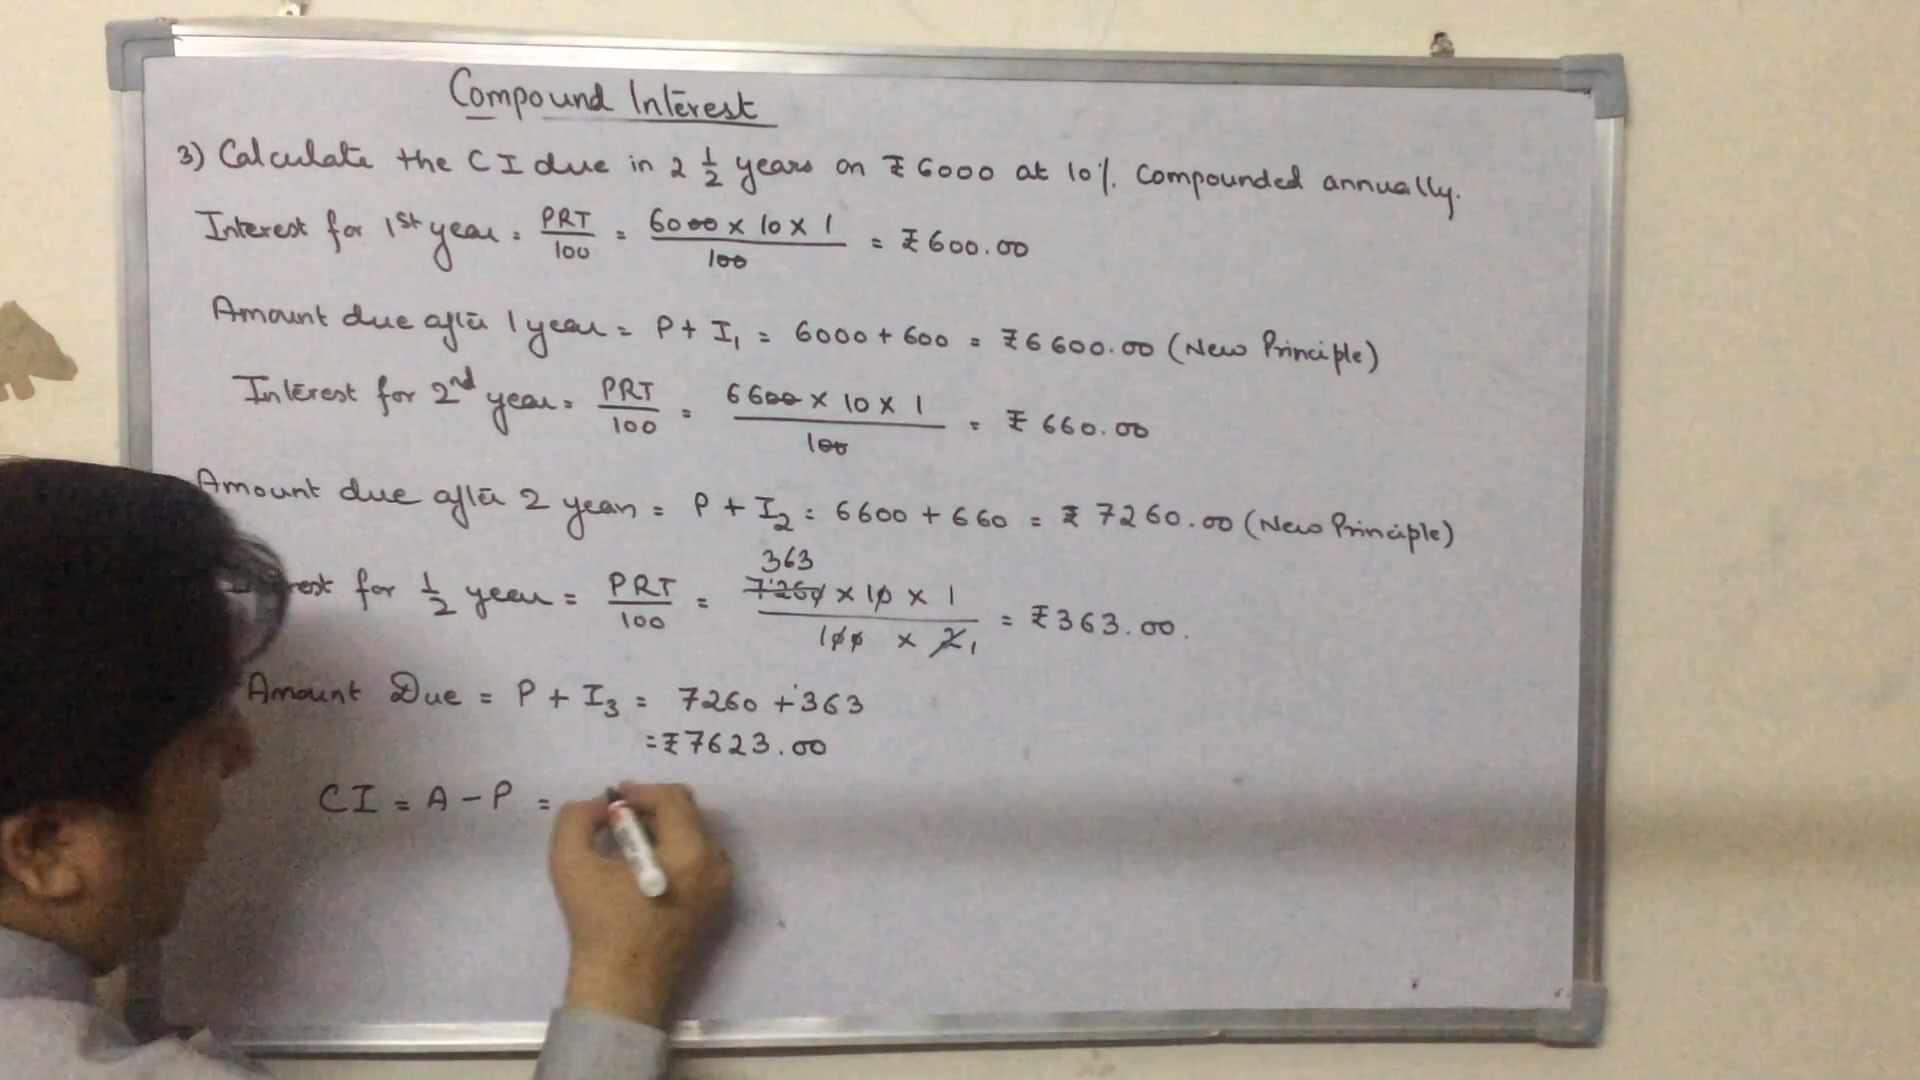 Compound Interest
3) Calculate the CI due in 2 1/2 years on ₹6000 at 10% compounded annually.
Interest for 1st year = PRT/100 = 6000 × 10 × 1/100 = ₹600.00
Amount due after 1 year = P + I₁ = 6000 + 600 = ₹6600.00 (New Principle)
Interest for 2nd year = PRT/100 = 6600 × 10 × 1/100 = ₹660.00
Amount due after 2 year = P + I₂ = 6600 + 660 = ₹7260.00 (New Principle)
363
for 1/2 year = PRT/100 = 7260 × 10 × 1/100 × 2 1 = ₹363.00.
Amount Due = P + I₃ = 7260 + 363
= ₹7623.00
CI = A - P =